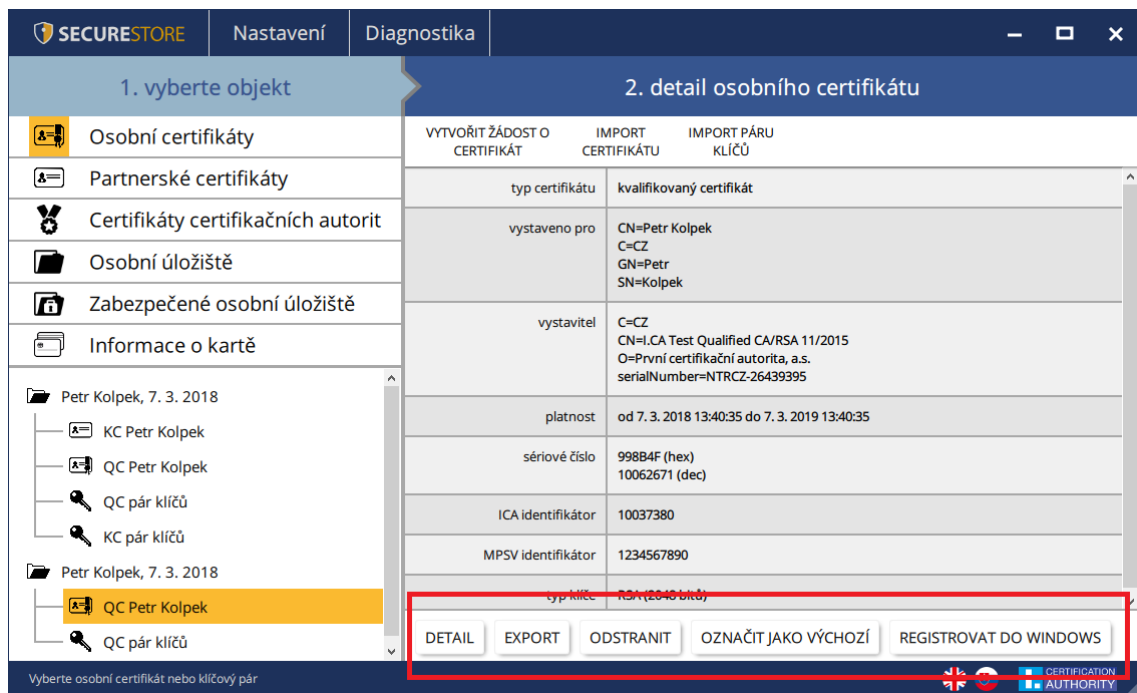 SECURESTORE
Nastavení
Diagnostika
1. vyberte objekt
2. detail osobního certifikátu
Osobní certifikáty
Partnerské certifikáty
Certifikáty certifikačních autorit
Osobní úložiště
Zabezpečené osobní úložiště
Informace o kartě
Petr Kolpek, 7. 3. 2018
KC Petr Kolpek
QC Petr Kolpek
QC pár klíčů
KC pár klíčů
Petr Kolpek, 7. 3. 2018
QC Petr Kolpek
QC pár klíčů
VYTVOŘIT ŽÁDOST O
CERTIFIKÁT
IMPORT
CERTIFIKÁTU
IMPORT PÁRU
KLÍČŮ
typ certifikátu
kvalifikovaný certifikát
vystaveno pro
CN=Petr Kolpek
C=CZ
GN=Petr
SN=Kolpek
vystavitel
C=CZ
CN=I.CA Test Qualified CA/RSA 11/2015
O=První certifikační autorita, a.s.
serialNumber=NTRCZ-26439395
platnost
od 7. 3. 2018 13:40:35 do 7. 3. 2019 13:40:35
sériové číslo
998B4F (hex)
10062671 (dec)
ICA identifikátor
10037380
MPSV identifikátor
1234567890
typ klíče
RSA (2048 bitů)
DETAIL
EXPORT
ODSTRANIT
OZNAČIT JAKO VÝCHOZÍ
REGISTROVAT DO WINDOWS
Vyberte osobní certifikát nebo klíčový pár
CERTIFICATION
AUTHORITY